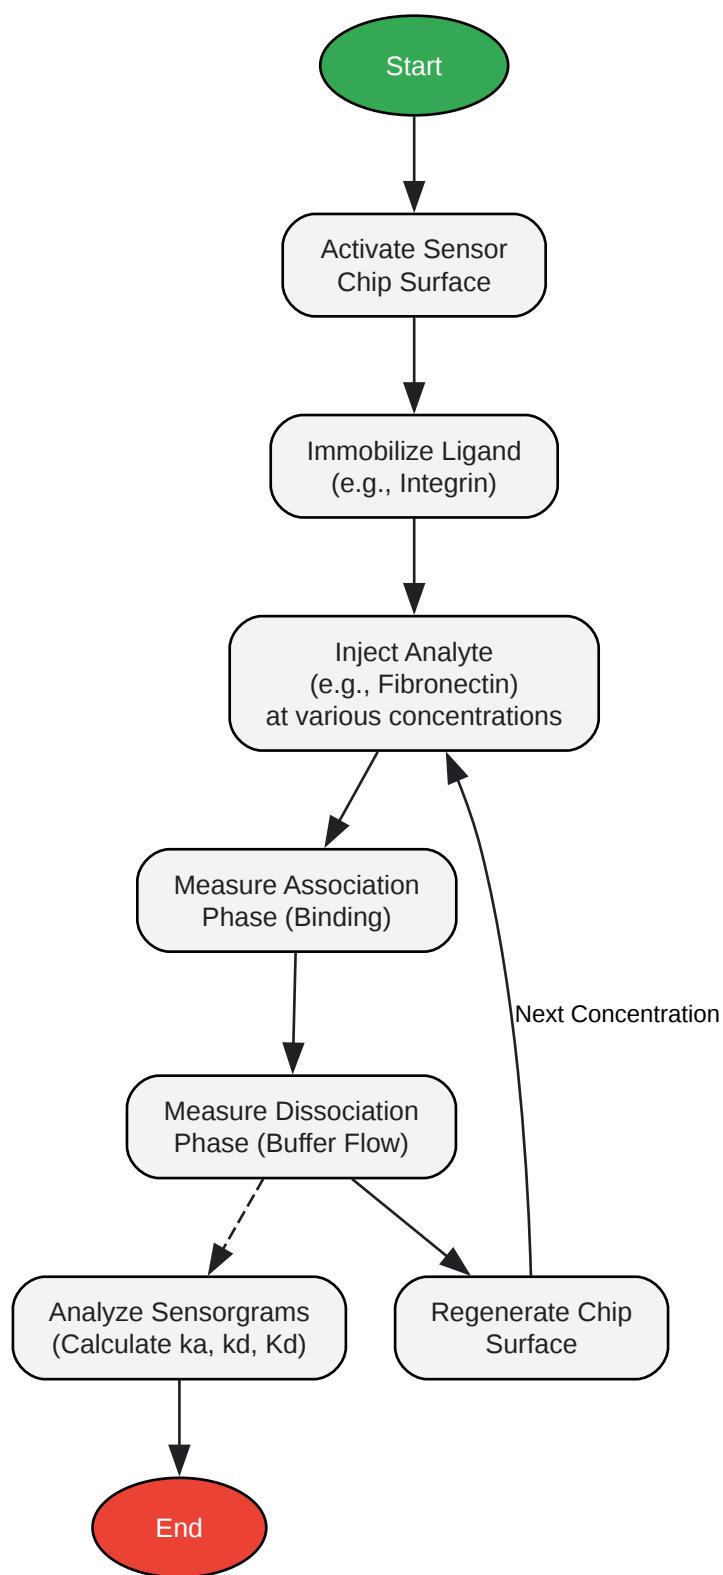 Start
Activate Sensor
Chip Surface
Immobilize Ligand
(e.g., Integrin)
Inject Analyte
(e.g., Fibronectin)
at various concentrations
Measure Association
Phase (Binding)
Next Concentration
Measure Dissociation
Phase (Buffer Flow)
Analyze Sensorgrams
(Calculate ka, kd, Kd)
Regenerate Chip
Surface
End